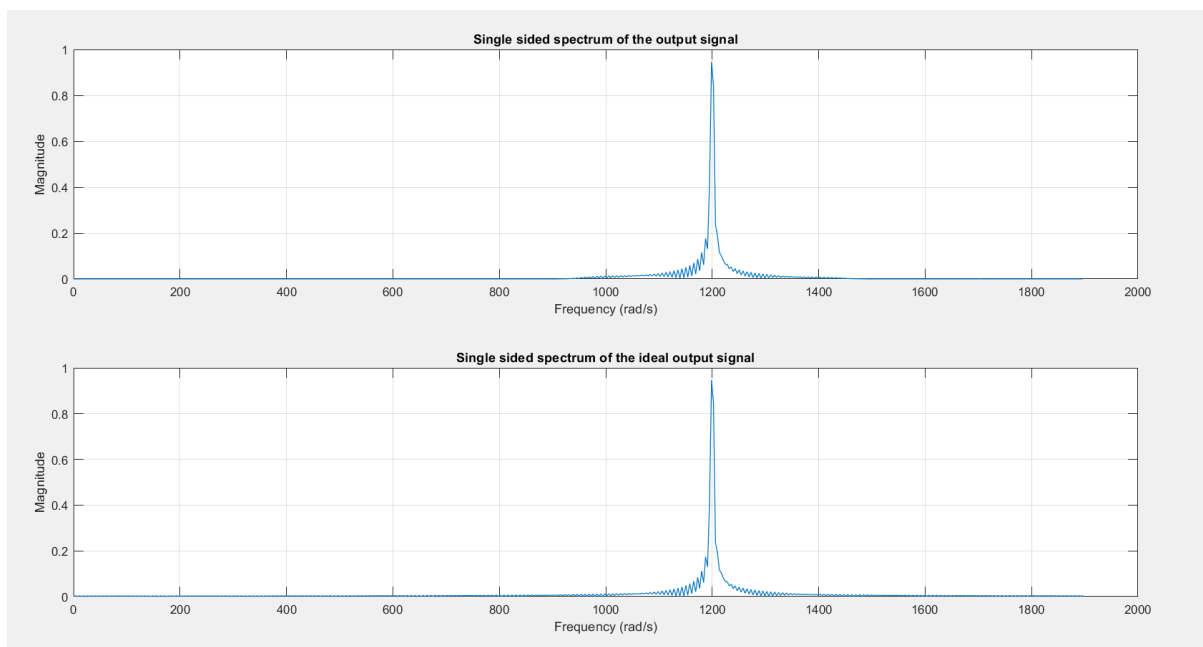 Single sided spectrum of the output signal
1
0.8
0.6
0.4
0.2
0
Magnitude
0 200 400 600 800 1000 1200 1400 1600 1800 2000
Frequency (rad/s)
Single sided spectrum of the ideal output signal
1
0.8
0.6
0.4
0.2
0
Magnitude
0 200 400 600 800 1000 1200 1400 1600 1800 2000
Frequency (rad/s)